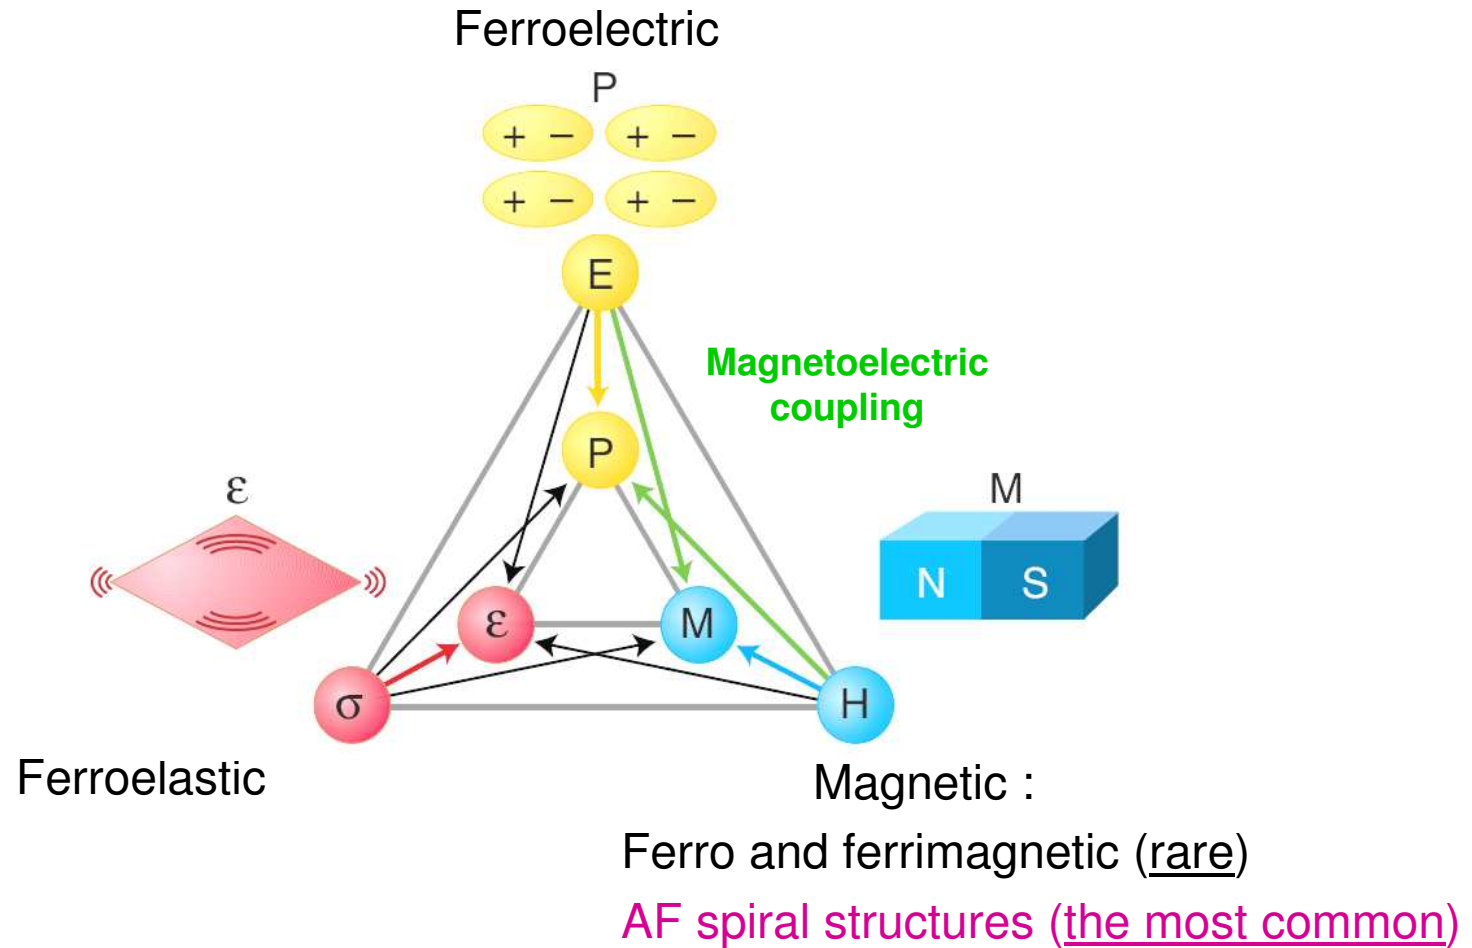 Ferroelectric
P
+ − + −
+ − + −
E
Magnetoelectric
coupling
P
ε
M
N S
ε M
σ H
Ferroelastic
Magnetic :
Ferro and ferrimagnetic (rare)
AF spiral structures (the most common)